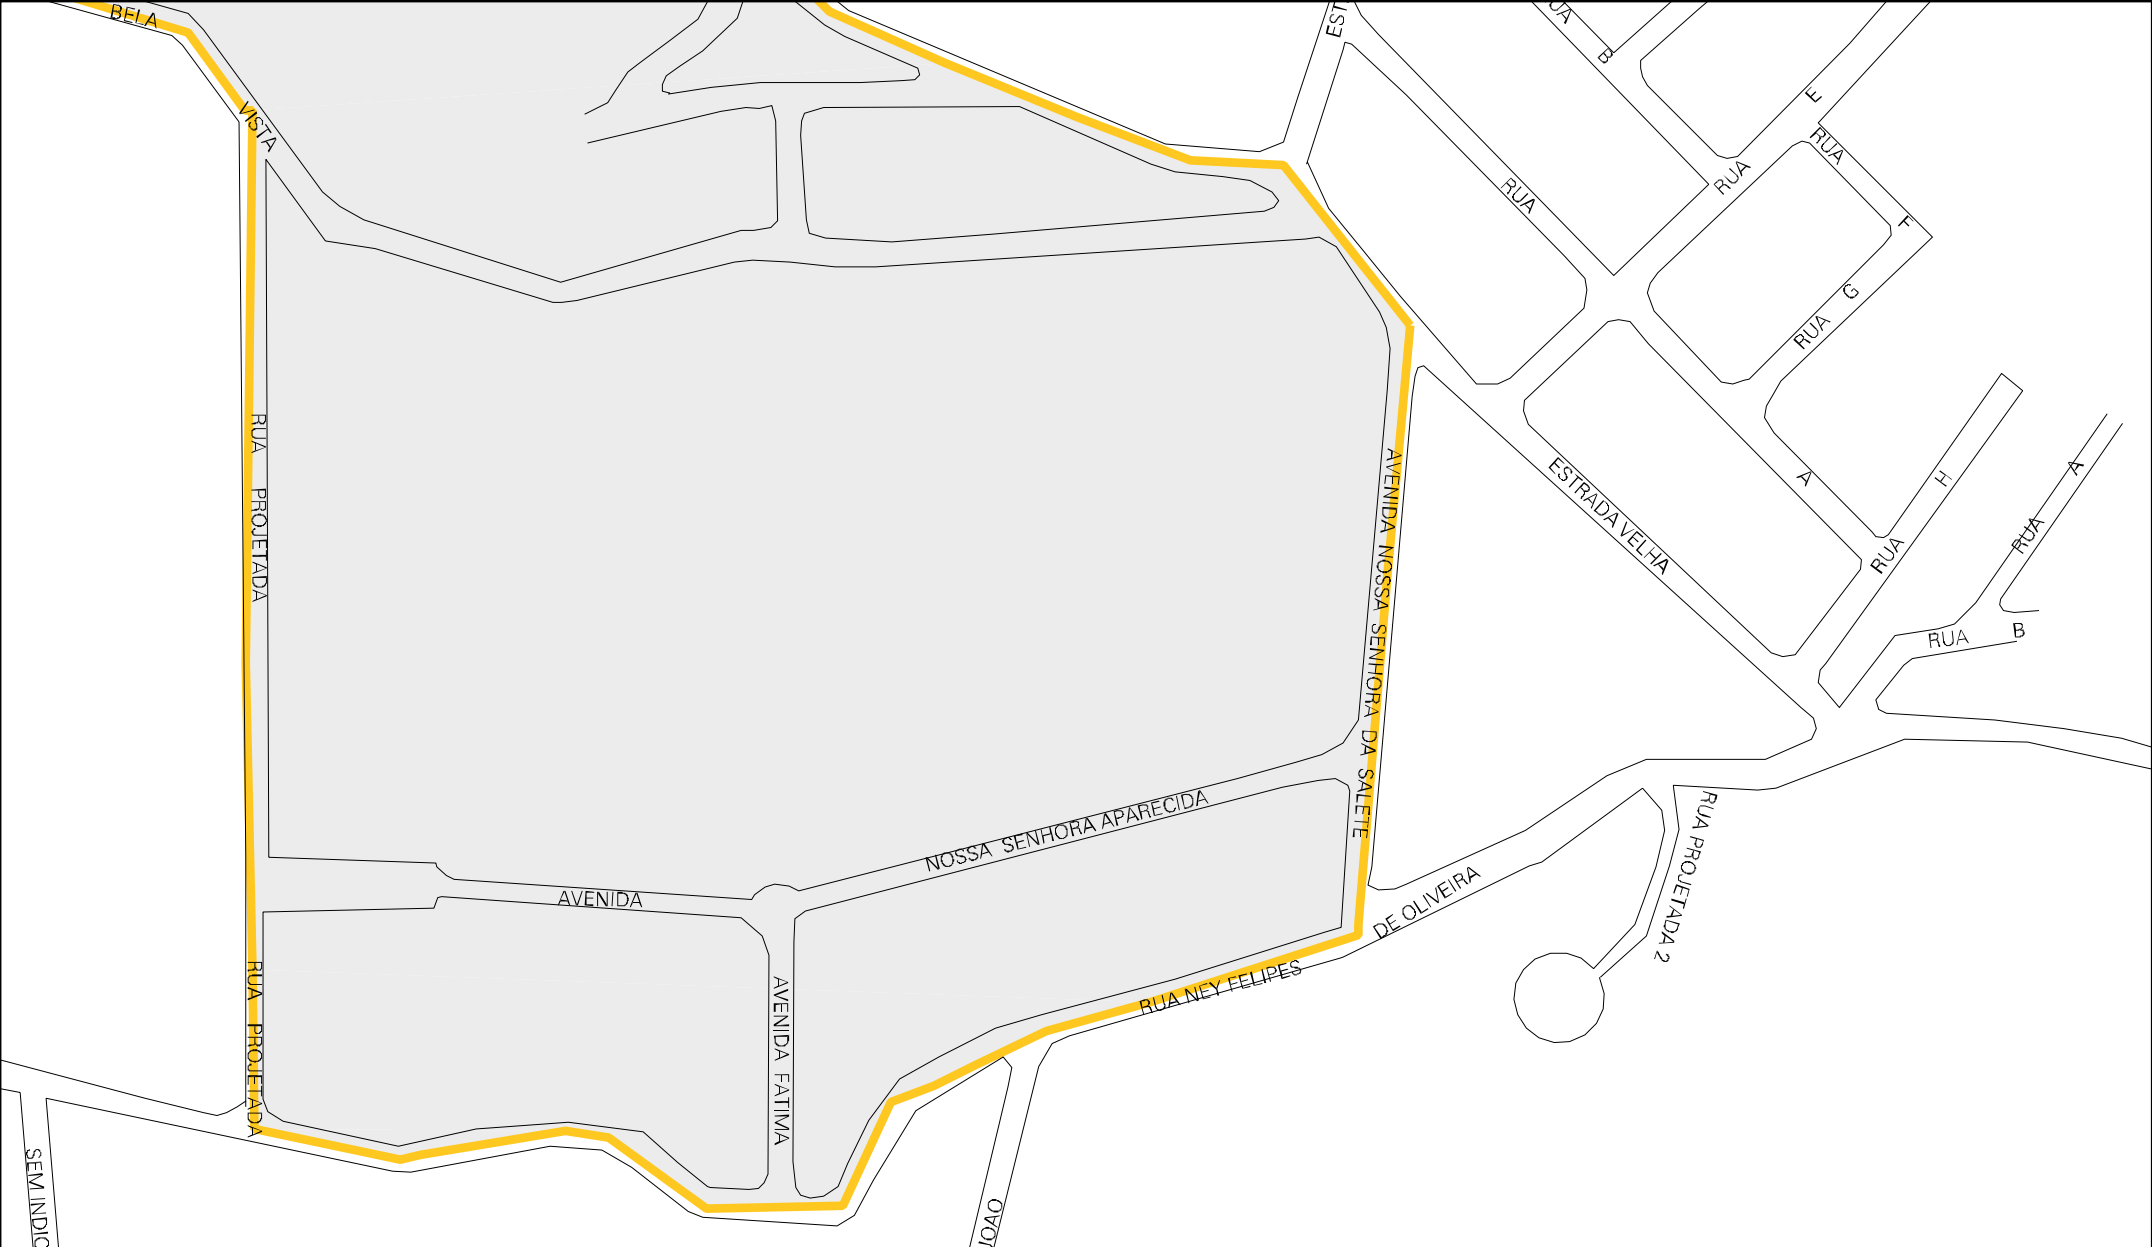 BELA
VISTA
EST
UA
B
E
RUA
RUA
RUA
F
G
RUA
RUA PROJETADA
AVENIDA NOSSA SENHORA DA SALETE
ESTRADA VELHA
A
H
RUA
A
RUA
RUA B
NOSSA SENHORA APARECIDA
AVENIDA
RUA PROJETADA 2
DE OLIVEIRA
RUA NEY FELIPES
RUA PROJETADA
AVENIDA FATIMA
SEM INDIC
JOAO